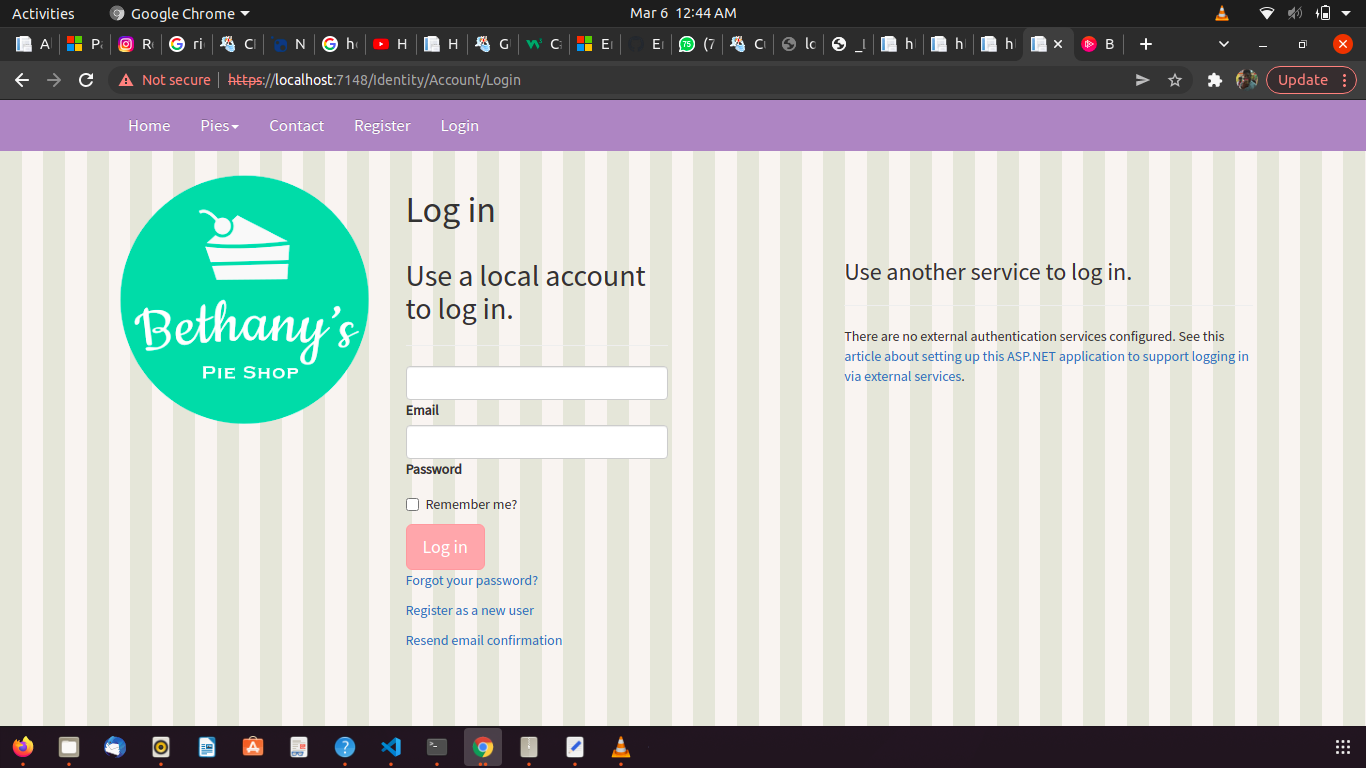 Activities
Google Chrome
Mar 6 12:44 AM
Not secure
https://localhost:7148/Identity/Account/Login
Update
Home
Pies
Contact
Register
Login
Bethany's
PIE SHOP
Log in
Use a local account
to log in.
Email
Password
Remember me?
Log in
Forgot your password?
Register as a new user
Resend email confirmation
Use another service to log in.
There are no external authentication services configured. See this
article about setting up this ASP.NET application to support logging in
via external services.